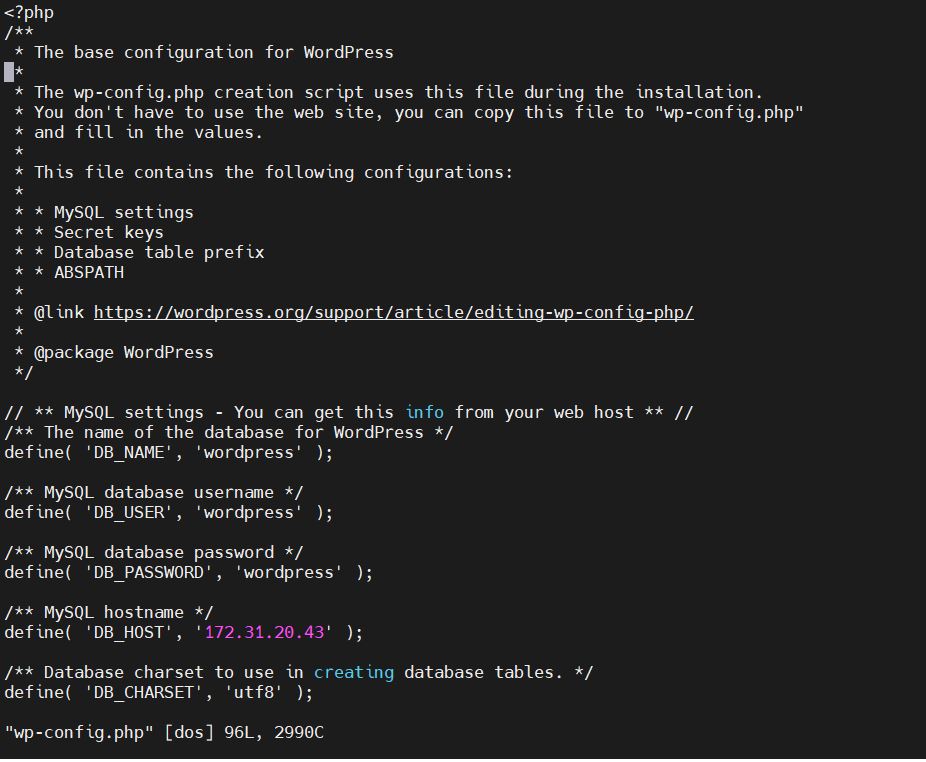 <?php
/**
 * The base configuration for WordPress
 *
 * The wp-config.php creation script uses this file during the installation.
 * You don't have to use the web site, you can copy this file to "wp-config.php"
 * and fill in the values.
 *
 * This file contains the following configurations:
 *
 * * MySQL settings
 * * Secret keys
 * * Database table prefix
 * * ABSPATH
 *
 * @link https://wordpress.org/support/article/editing-wp-config-php/
 *
 * @package WordPress
 */

// ** MySQL settings - You can get this info from your web host ** //
/** The name of the database for WordPress */
define( 'DB_NAME', 'wordpress' );

/** MySQL database username */
define( 'DB_USER', 'wordpress' );

/** MySQL database password */
define( 'DB_PASSWORD', 'wordpress' );

/** MySQL hostname */
define( 'DB_HOST', '172.31.20.43' );

/** Database charset to use in creating database tables. */
define( 'DB_CHARSET', 'utf8' );

"wp-config.php" [dos] 96L, 2990C